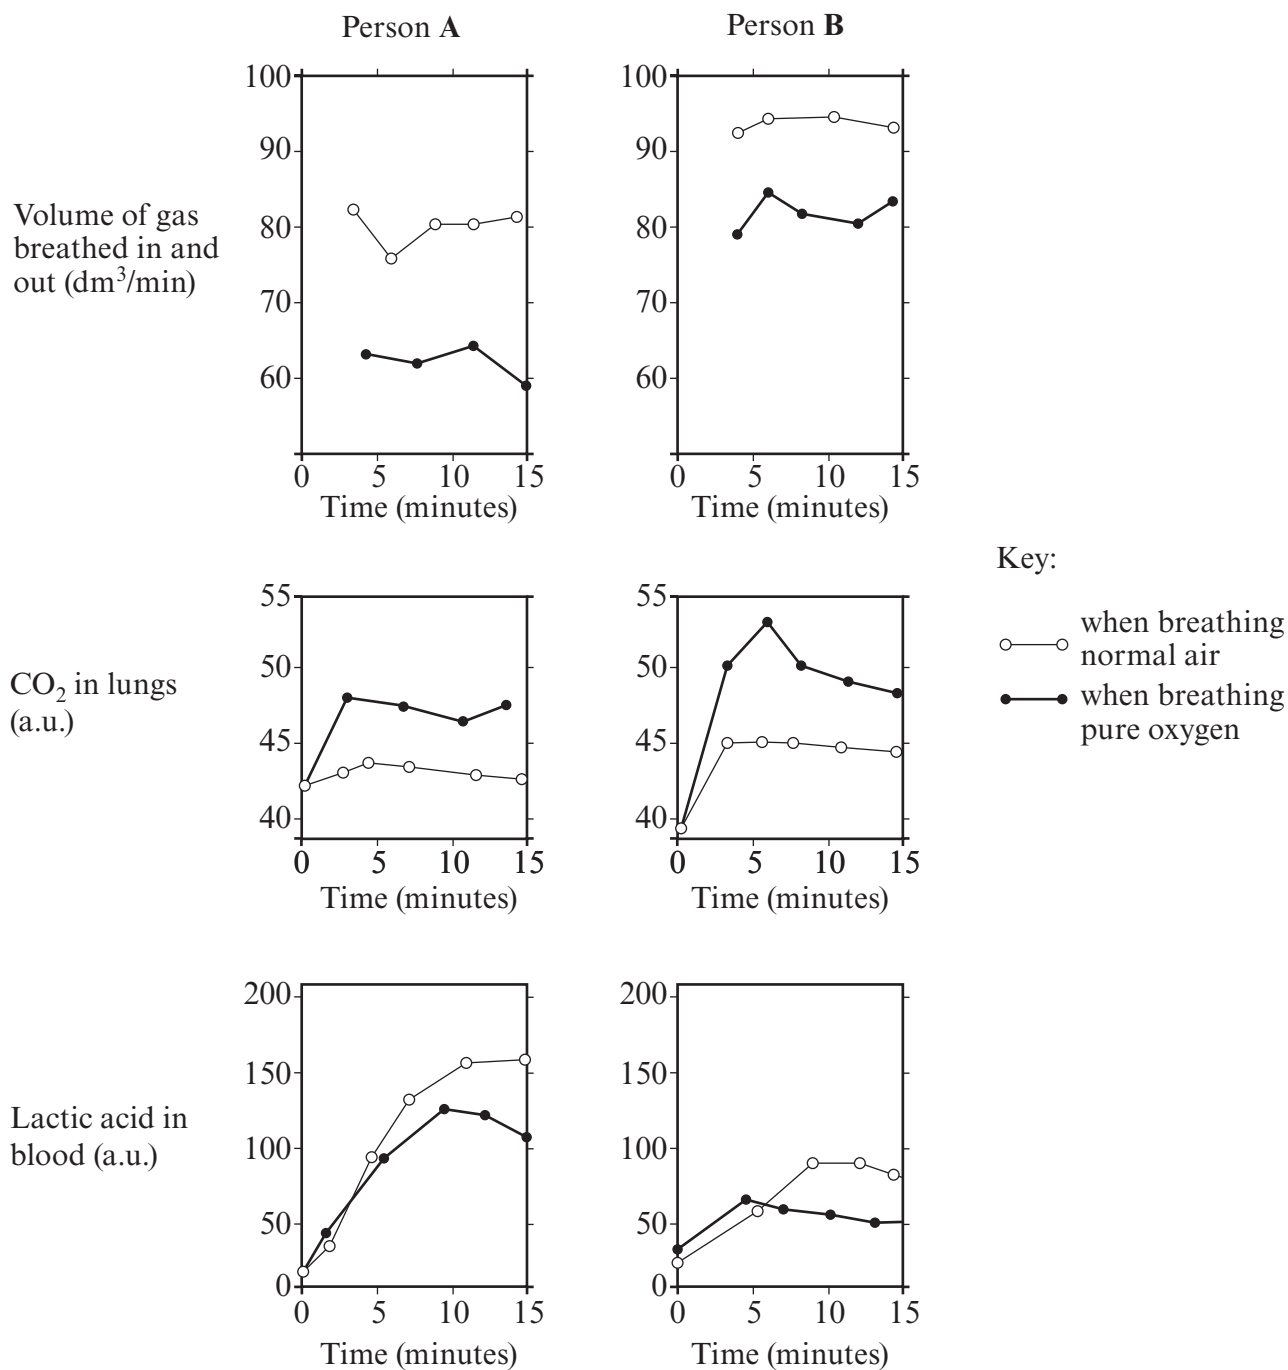 Person A
Person B
Volume of gas
breathed in and
out (dm³/min)
100
90
80
70
60
0 5 10 15
Time (minutes)
100
90
80
70
60
0 5 10 15
Time (minutes)
Key:
when breathing
normal air
when breathing
pure oxygen
CO₂ in lungs
(a.u.)
55
50
45
40
0 5 10 15
Time (minutes)
55
50
45
40
0 5 10 15
Time (minutes)
Lactic acid in
blood (a.u.)
200
150
100
50
0
0 5 10 15
Time (minutes)
200
150
100
50
0
0 5 10 15
Time (minutes)